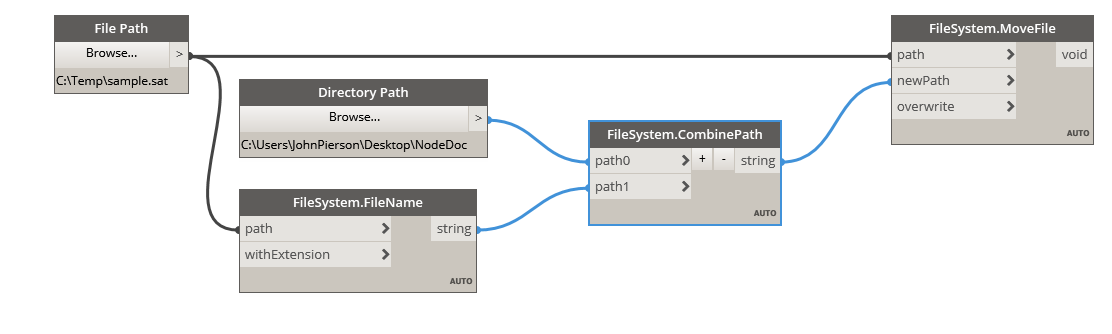 File Path
Browse... >
C:\Temp\sample.sat
Directory Path
Browse... >
C:\Users\JohnPierson\Desktop\NodeDoc
FileSystem.FileName
path > string
withExtension >
AUTO
FileSystem.CombinePath
path0 > + - string
path1 >
AUTO
FileSystem.MoveFile
path > void
newPath >
overwrite >
AUTO